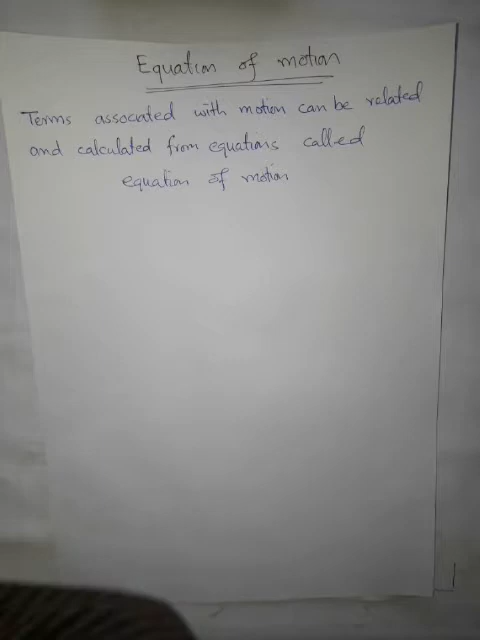 Equation of motion
Terms associated with motion can be related
and calculated from equations called
equation of motion